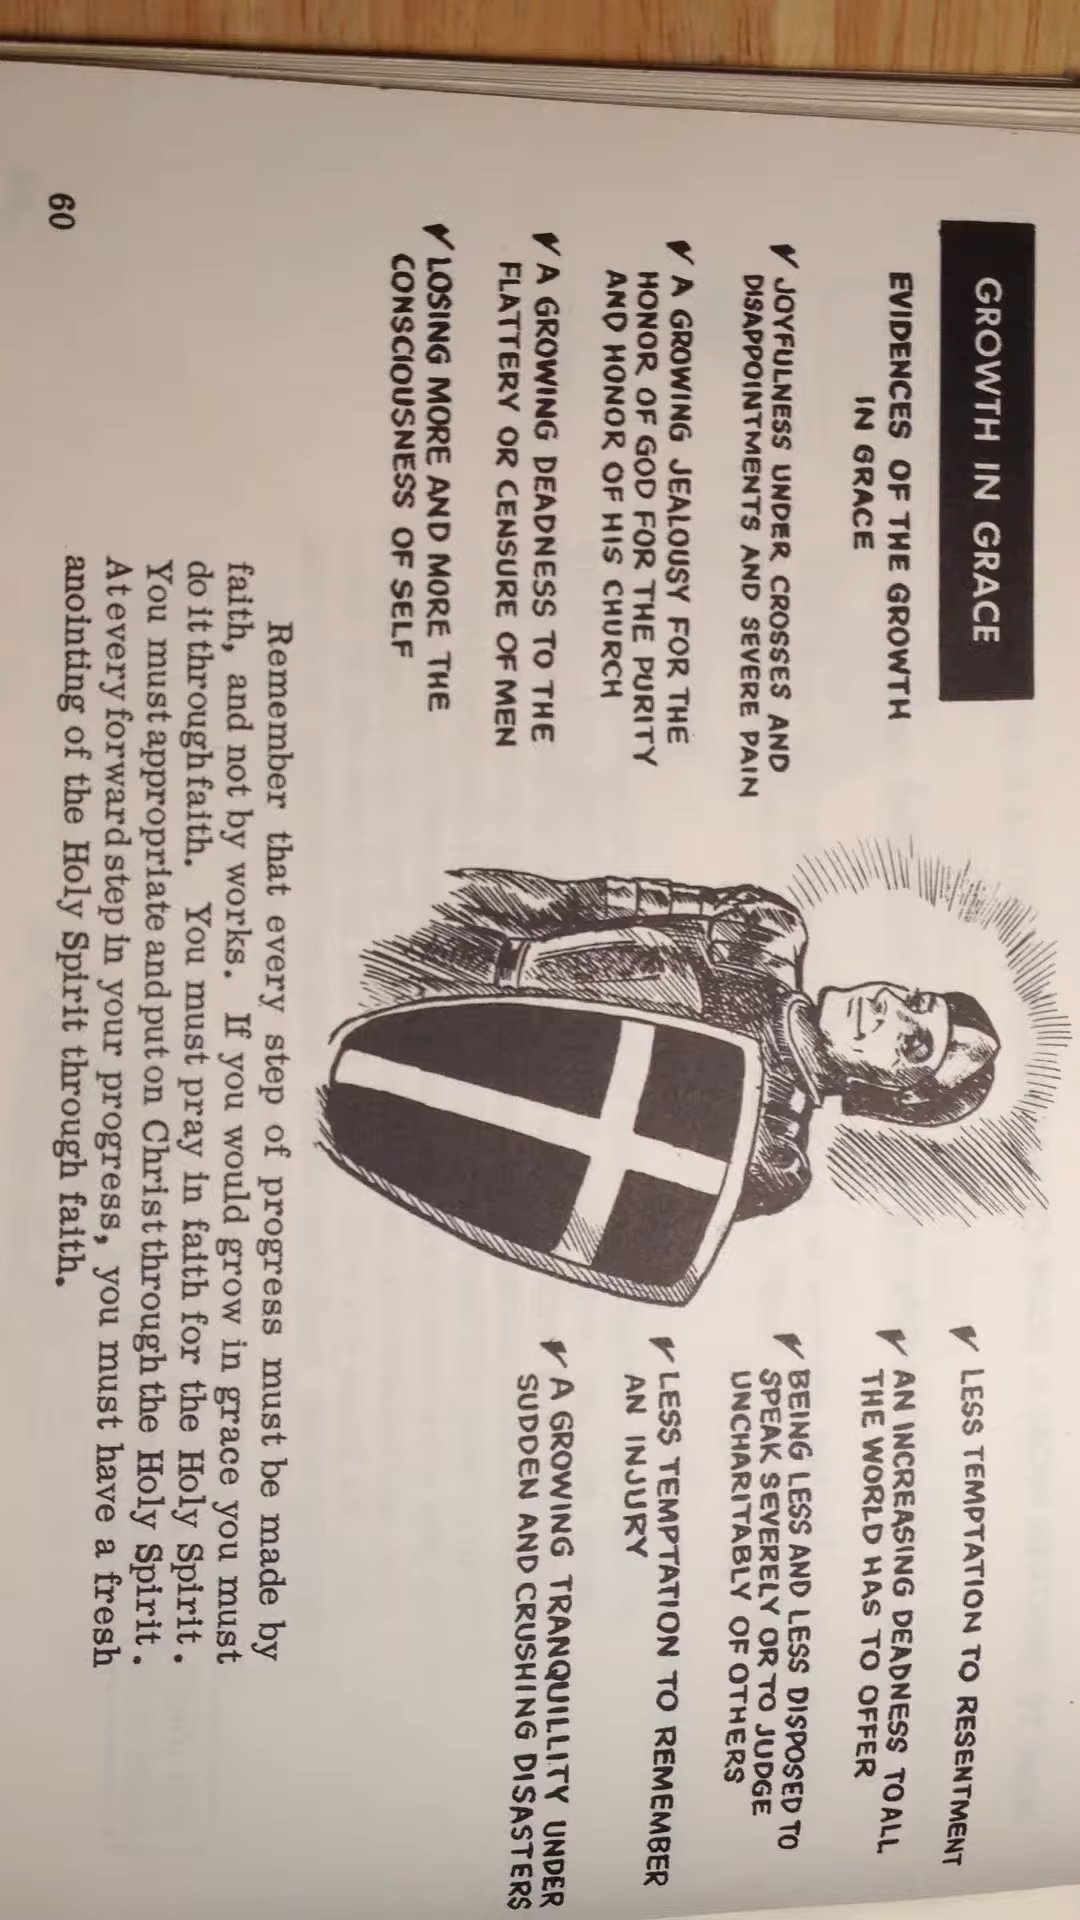 GROWTH IN GRACE
EVIDENCES OF THE GROWTH
IN GRACE
✓ JOYFULNESS UNDER CROSSES AND
DISAPPOINTMENTS AND SEVERE PAIN
✓ A GROWING JEALOUSY FOR THE
HONOR OF GOD FOR THE PURITY
AND HONOR OF HIS CHURCH
✓ A GROWING DEADNESS TO THE
FLATTERY OR CENSURE OF MEN
✓ LOSING MORE AND MORE THE
CONSCIOUSNESS OF SELF
✓ LESS TEMPTATION TO RESENTMENT
✓ AN INCREASING DEADNESS TO ALL
THE WORLD HAS TO OFFER
✓ BEING LESS AND LESS DISPOSED TO
SPEAK SEVERELY OR TO JUDGE
UNCHARITABLY OF OTHERS
✓ LESS TEMPTATION TO REMEMBER
AN INJURY
✓ A GROWING TRANQUILLITY UNDER
SUDDEN AND CRUSHING DISASTERS
Remember that every step of progress must be made by
faith, and not by works. If you would grow in grace you must
do it through faith. You must pray in faith for the Holy Spirit.
You must appropriate and put on Christ through the Holy Spirit.
At every forward step in your progress, you must have a fresh
anointing of the Holy Spirit through faith.
60